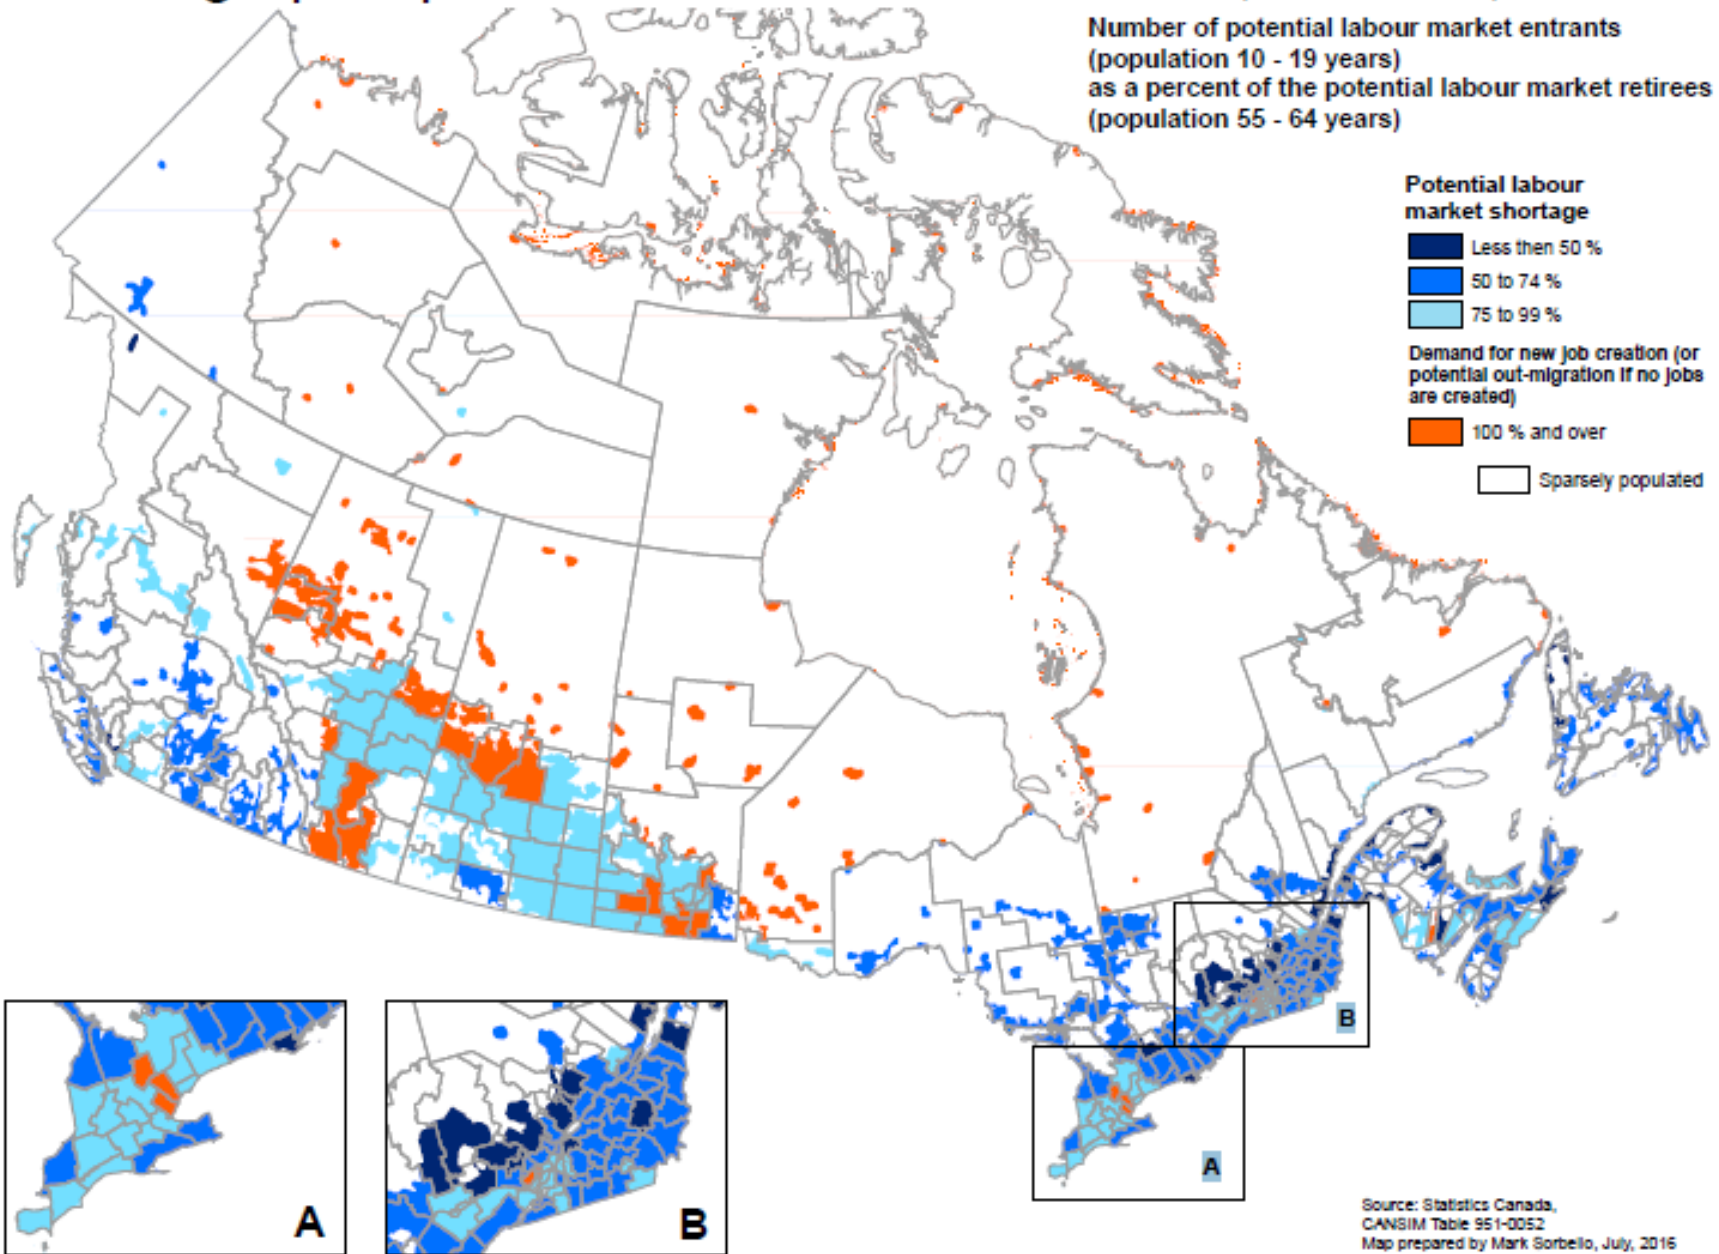 Number of potential labour market entrants
(population 10 - 19 years)
as a percent of the potential labour market retirees
(population 55 - 64 years)
Potential labour
market shortage
Less then 50 %
50 to 74 %
75 to 99 %
Demand for new job creation (or
potential out-migration if no jobs
are created)
100 % and over
Sparsely populated
B
A
A
B
Source: Statistics Canada,
CANSIM Table 951-0052
Map prepared by Mark Sorbello, July, 2016